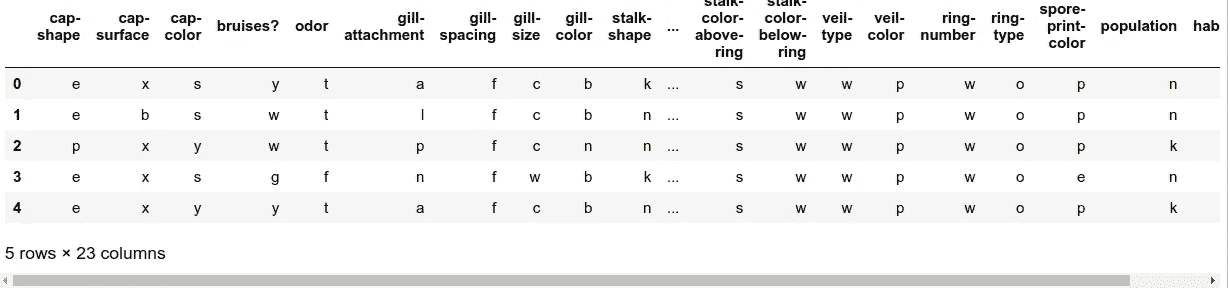 cap-shape cap-surface cap-color bruises? odor gill-attachment gill-spacing gill-size gill-color stalk-shape ... stalk-color-above-ring stalk-color-below-ring veil-type veil-color ring-number ring-type spore-print-color population hab
0 e x s y t a f c b k ... s w w p w o p n
1 e b s w t l f c b n ... s w w p w o p n
2 p x y w t p f c n n ... s w w p w o p k
3 e x s g f n f w b k ... s w w p w o e n
4 e x y y t a f c b n ... s w w p w o p k
5 rows × 23 columns